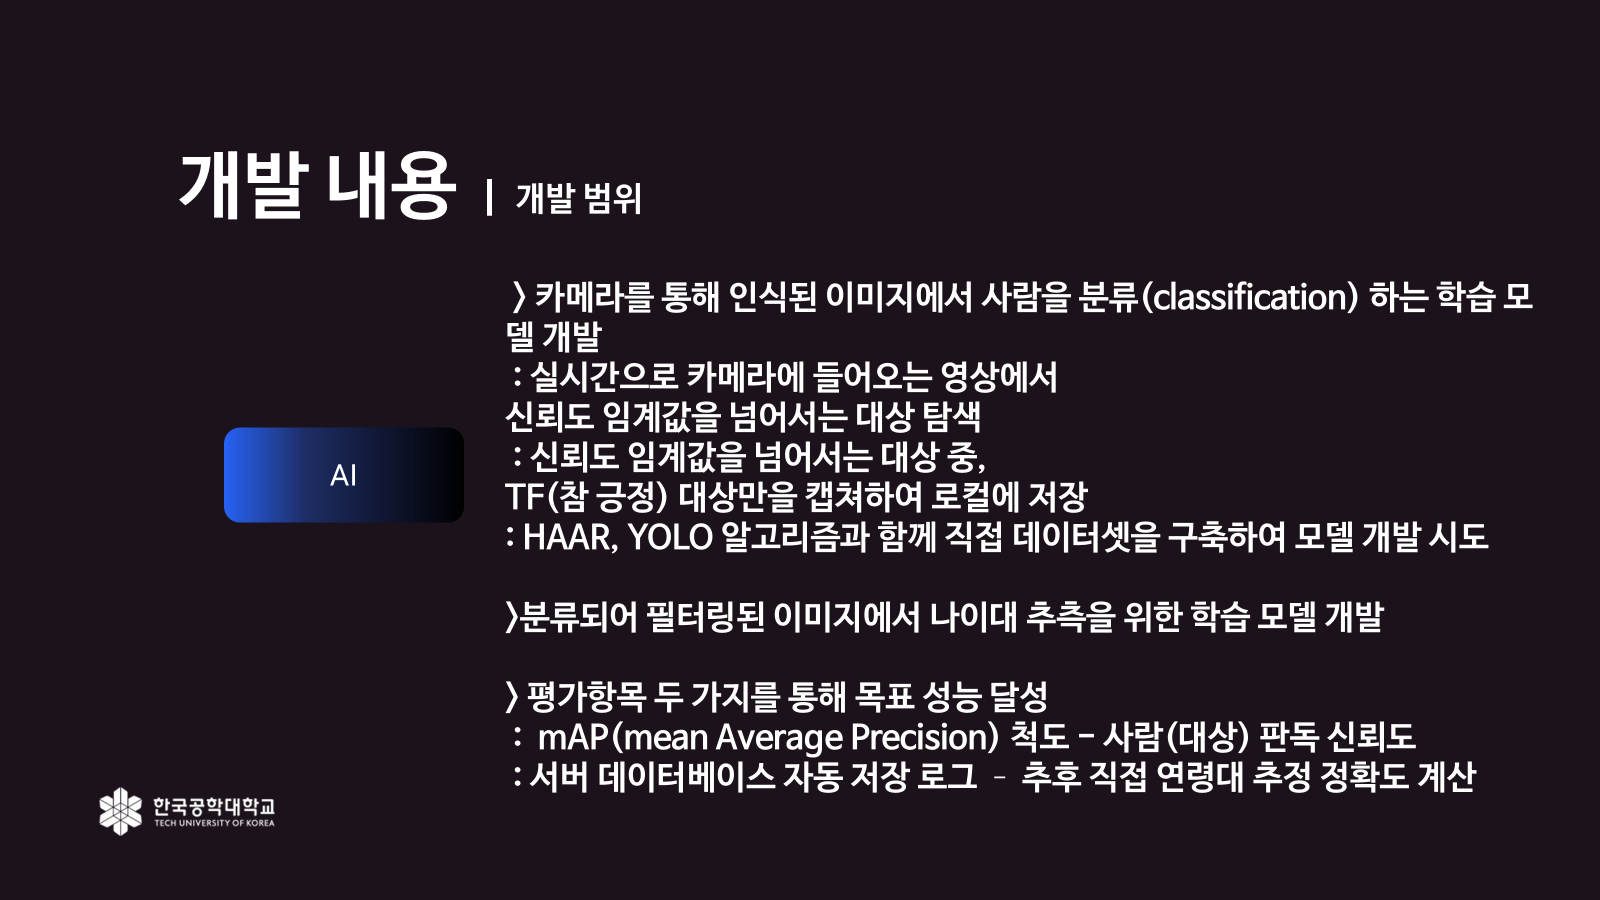 개발 내용 | 개발 범위
> 카메라를 통해 인식된 이미지에서 사람을 분류(classification) 하는 학습 모
델 개발
: 실시간으로 카메라에 들어오는 영상에서
신뢰도 임계값을 넘어서는 대상 탐색
: 신뢰도 임계값을 넘어서는 대상 중,
TF(참 긍정) 대상만을 캡쳐하여 로컬에 저장
: HAAR, YOLO 알고리즘과 함께 직접 데이터셋을 구축하여 모델 개발 시도
AI
>분류되어 필터링된 이미지에서 나이대 추측을 위한 학습 모델 개발
> 평가항목 두 가지를 통해 목표 성능 달성
: mAP(mean Average Precision) 척도 - 사람(대상) 판독 신뢰도
: 서버 데이터베이스 자동 저장 로그 - 추후 직접 연령대 추정 정확도 계산
한국공학대학교
TECH UNIVERSITY OF KOREA